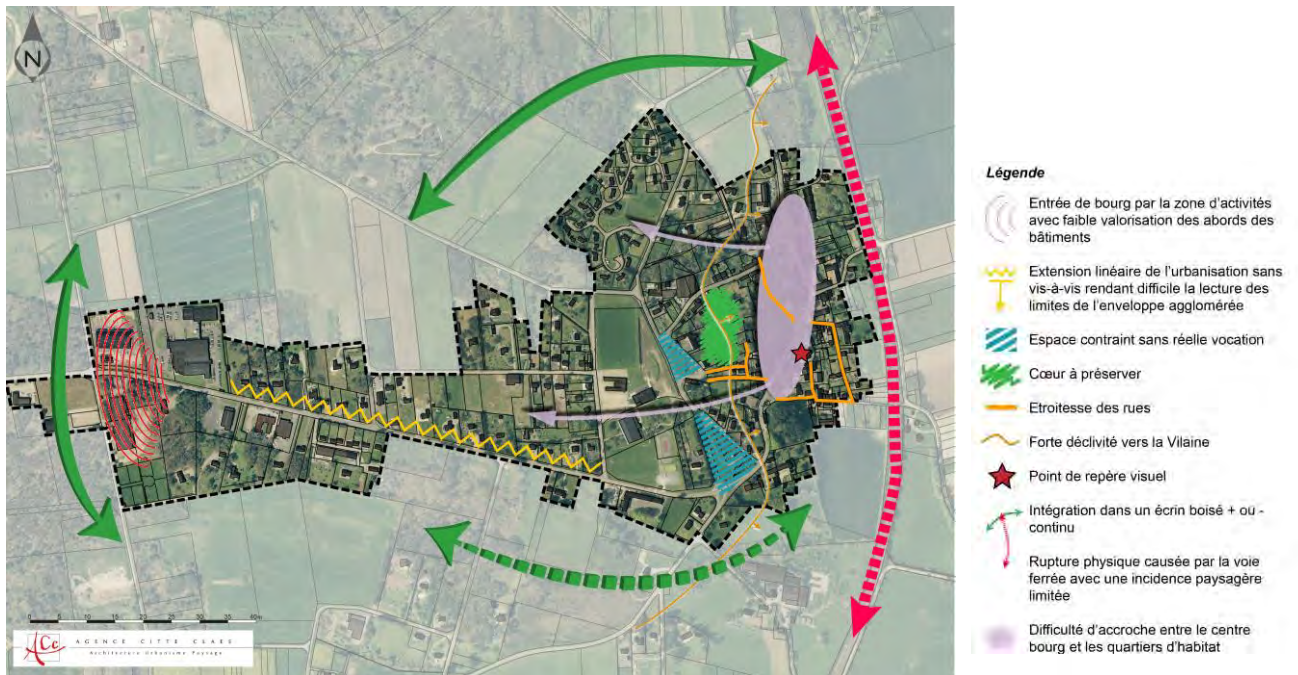 N
Légende
Entrée de bourg par la zone d'activités
avec faible valorisation des abords des
bâtiments
Extension linéaire de l'urbanisation sans
vis-à-vis rendant difficile la lecture des
limites de l'enveloppe agglomérée
Espace contraint sans réelle vocation
Cœur à préserver
Etroitesse des rues
Forte déclivité vers la Vilaine
Point de repère visuel
Intégration dans un écrin boisé + ou -
continu
Rupture physique causée par la voie
ferrée avec une incidence paysagère
limitée
Difficulté d'accroche entre le centre
bourg et les quartiers d'habitat
ACc
AGENCE CITTE CLAES
Architecture Urbanisme Paysage